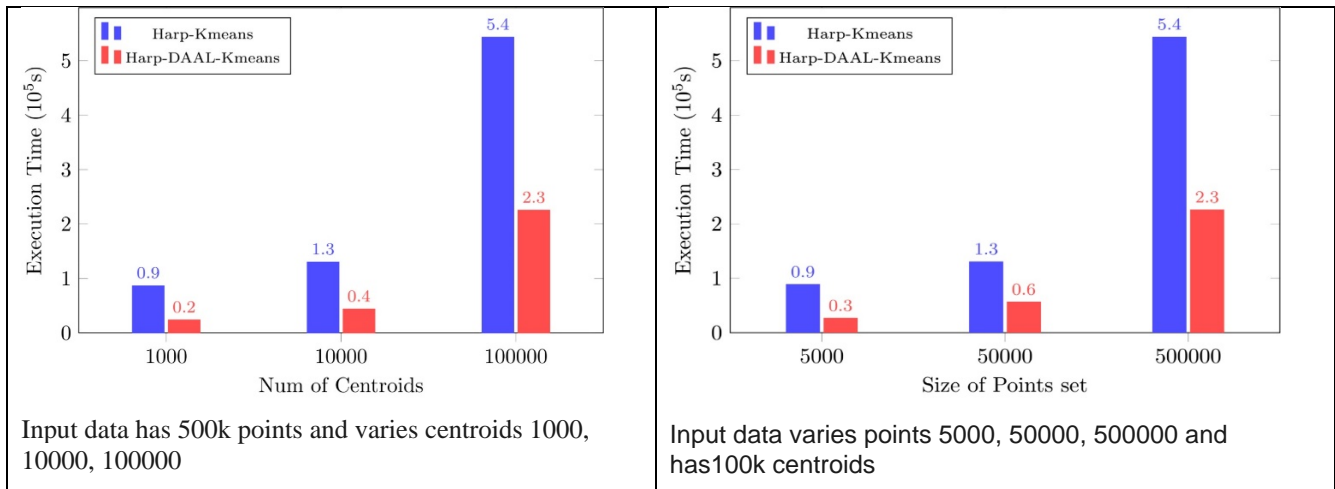 Harp-Kmeans
Harp-DAAL-Kmeans
Execution Time (10⁵s)
5
4
3
2
1
0
0.9
0.2
1.3
0.4
5.4
2.3
1000
10000
100000
Num of Centroids
Input data has 500k points and varies centroids 1000,
10000, 100000
Harp-Kmeans
Harp-DAAL-Kmeans
Execution Time (10⁵s)
5
4
3
2
1
0
0.9
0.3
1.3
0.6
5.4
2.3
5000
50000
500000
Size of Points set
Input data varies points 5000, 50000, 500000 and
has100k centroids